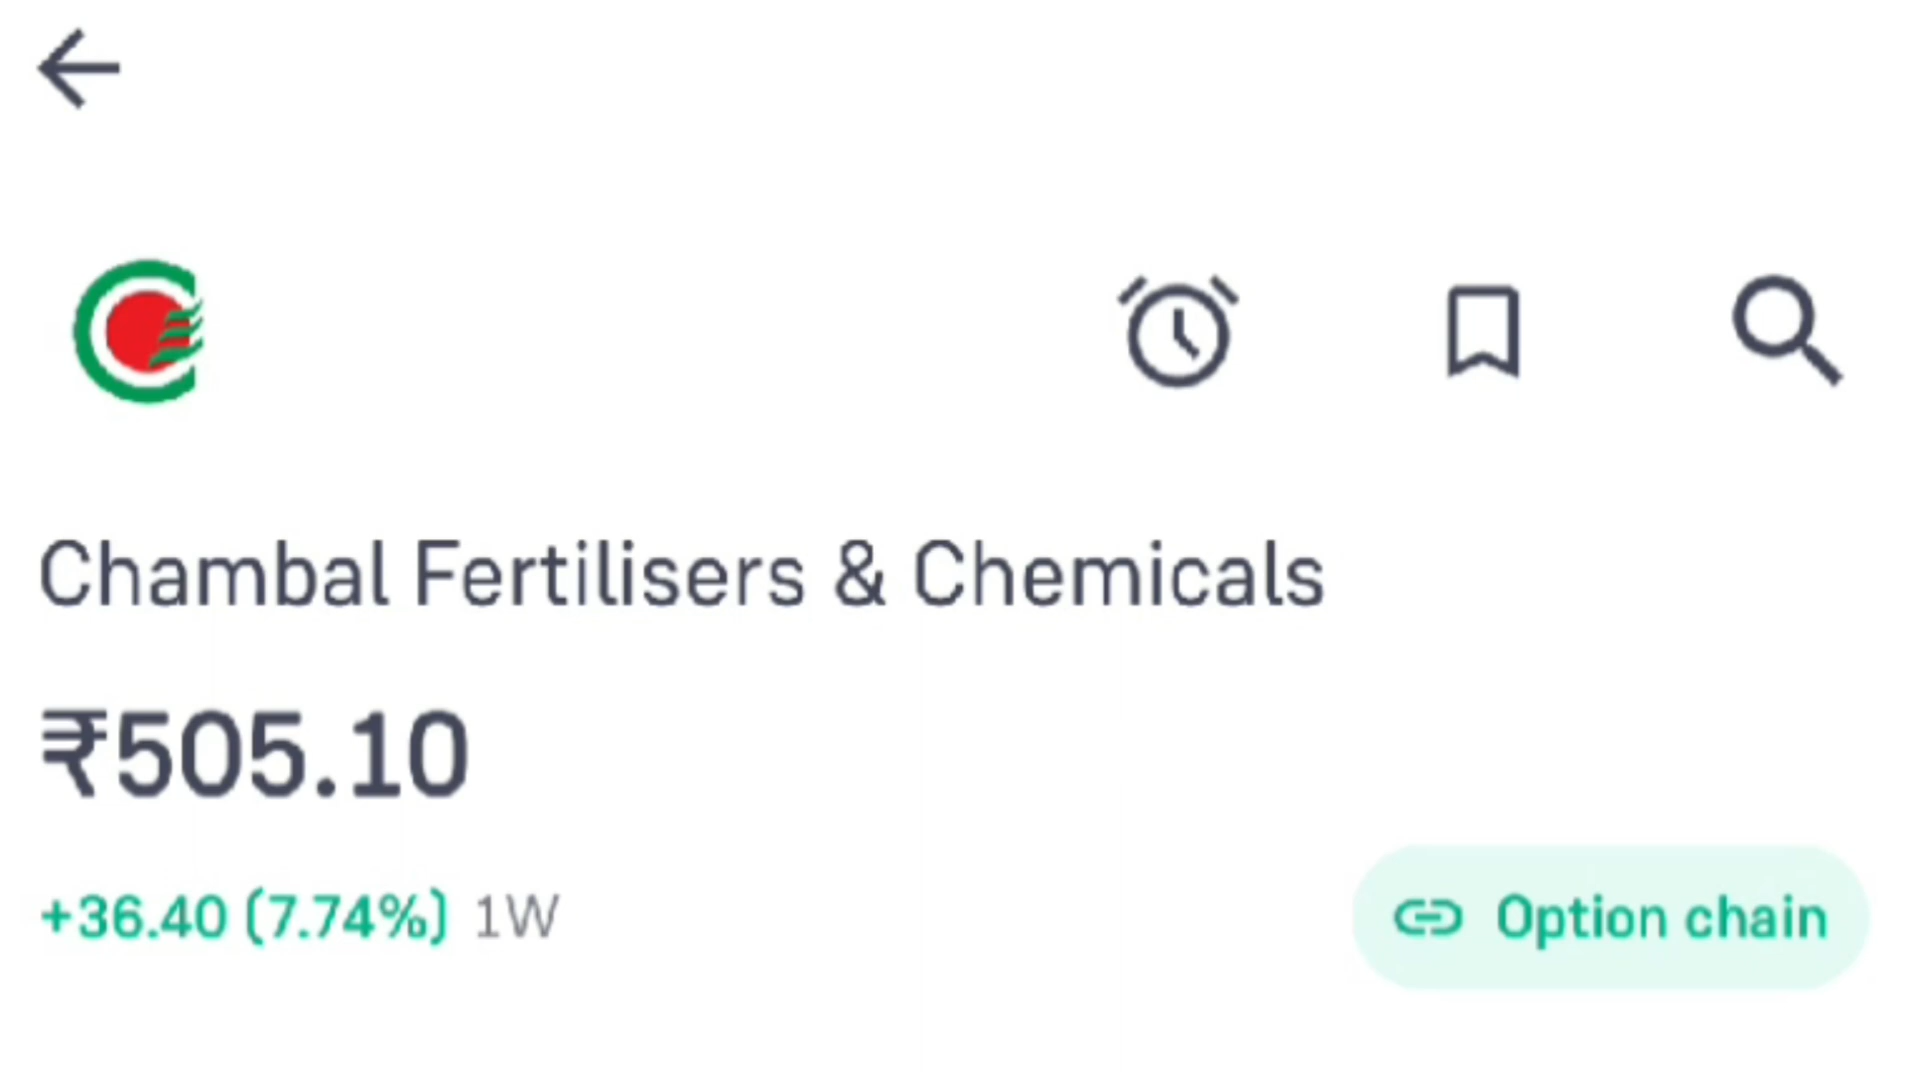 Chambal Fertilisers & Chemicals
₹505.10
+36.40 (7.74%) 1W
Option chain